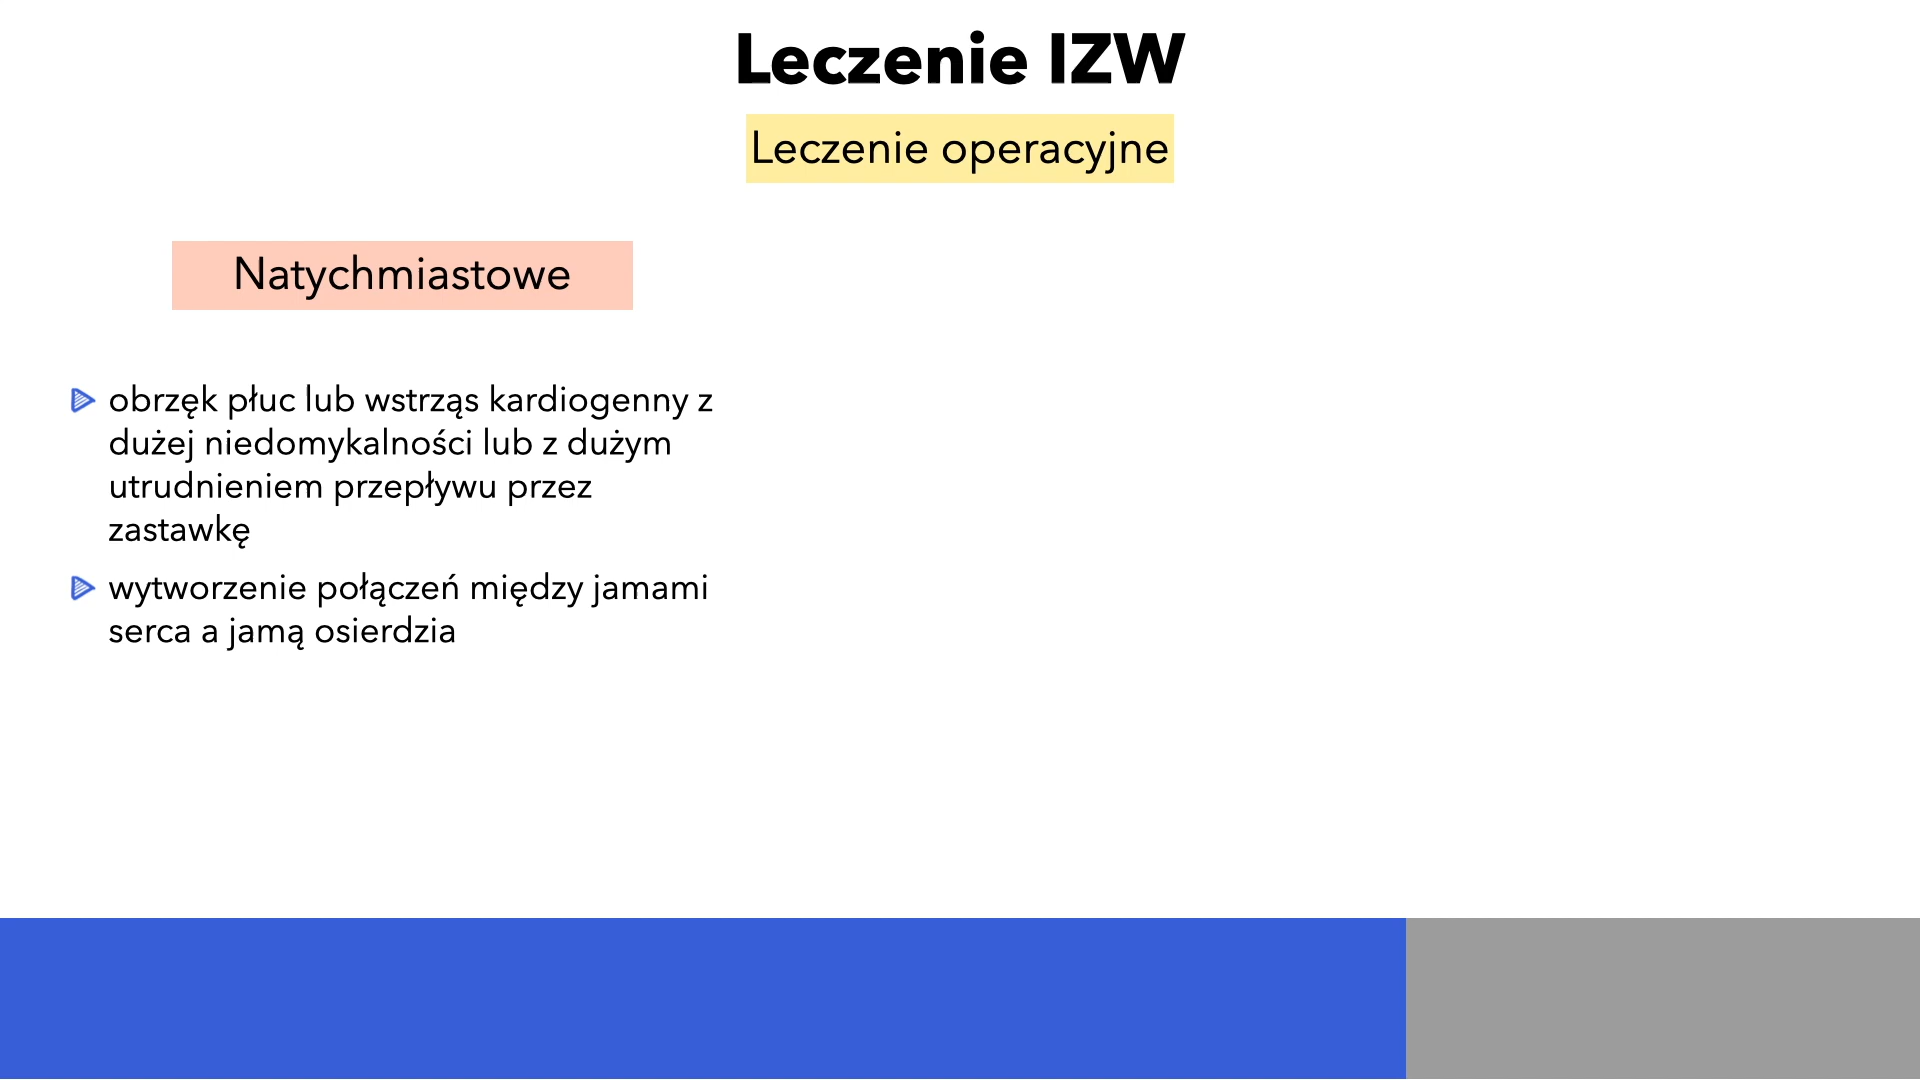 Leczenie IZW
Leczenie operacyjne
Natychmiastowe
obrzęk płuc lub wstrząs kardiogenny z
dużej niedomykalności lub z dużym
utrudnieniem przepływu przez
zastawkę
wytworzenie połączeń między jamami
serca a jamą osierdzia